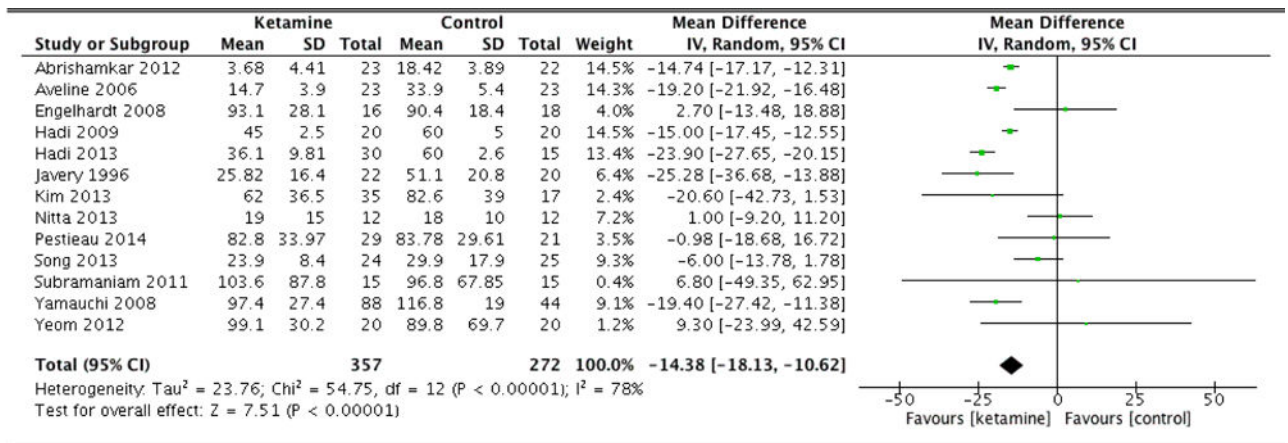 Ketamine Control Mean Difference Mean Difference
Study or Subgroup Mean SD Total Mean SD Total Weight IV, Random, 95% CI IV, Random, 95% CI
Abrishamkar 2012 3.68 4.41 23 18.42 3.89 22 14.5% −14.74 [−17.17, −12.31]
Aveline 2006 14.7 3.9 23 33.9 5.4 23 14.3% −19.20 [−21.92, −16.48]
Engelhardt 2008 93.1 28.1 16 90.4 18.4 18 4.0% 2.70 [−13.48, 18.88]
Hadi 2009 45 2.5 20 60 5 20 14.5% −15.00 [−17.45, −12.55]
Hadi 2013 36.1 9.81 30 60 2.6 15 13.4% −23.90 [−27.65, −20.15]
Javery 1996 25.82 16.4 22 51.1 20.8 20 6.4% −25.28 [−36.68, −13.88]
Kim 2013 62 36.5 35 82.6 39 17 2.4% −20.60 [−42.73, 1.53]
Nitta 2013 19 15 12 18 10 12 7.2% 1.00 [−9.20, 11.20]
Pestieau 2014 82.8 33.97 29 83.78 29.61 21 3.5% −0.98 [−18.68, 16.72]
Song 2013 23.9 8.4 24 29.9 17.9 25 9.3% −6.00 [−13.78, 1.78]
Subramaniam 2011 103.6 87.8 15 96.8 67.85 15 0.4% 6.80 [−49.35, 62.95]
Yamauchi 2008 97.4 27.4 88 116.8 19 44 9.1% −19.40 [−27.42, −11.38]
Yeom 2012 99.1 30.2 20 89.8 69.7 20 1.2% 9.30 [−23.99, 42.59]
Total (95% CI) 357 272 100.0% −14.38 [−18.13, −10.62]
Heterogeneity: Tau² = 23.76; Chi² = 54.75, df = 12 (P < 0.00001); I² = 78%
Test for overall effect: Z = 7.51 (P < 0.00001)
−50 −25 0 25 50
Favours [ketamine] Favours [control]